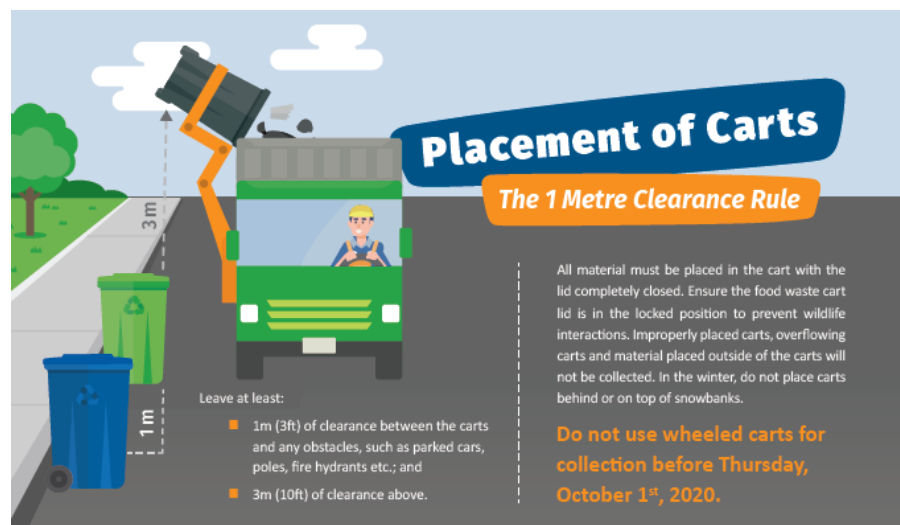 Placement of Carts
The 1 Metre Clearance Rule
3m
1m
Leave at least:
1m (3ft) of clearance between the carts
and any obstacles, such as parked cars,
poles, fire hydrants etc.; and
3m (10ft) of clearance above.
All material must be placed in the cart with the
lid completely closed. Ensure the food waste cart
lid is in the locked position to prevent wildlife
interactions. Improperly placed carts, overflowing
carts and material placed outside of the carts will
not be collected. In the winter, do not place carts
behind or on top of snowbanks.
Do not use wheeled carts for
collection before Thursday,
October 1st, 2020.